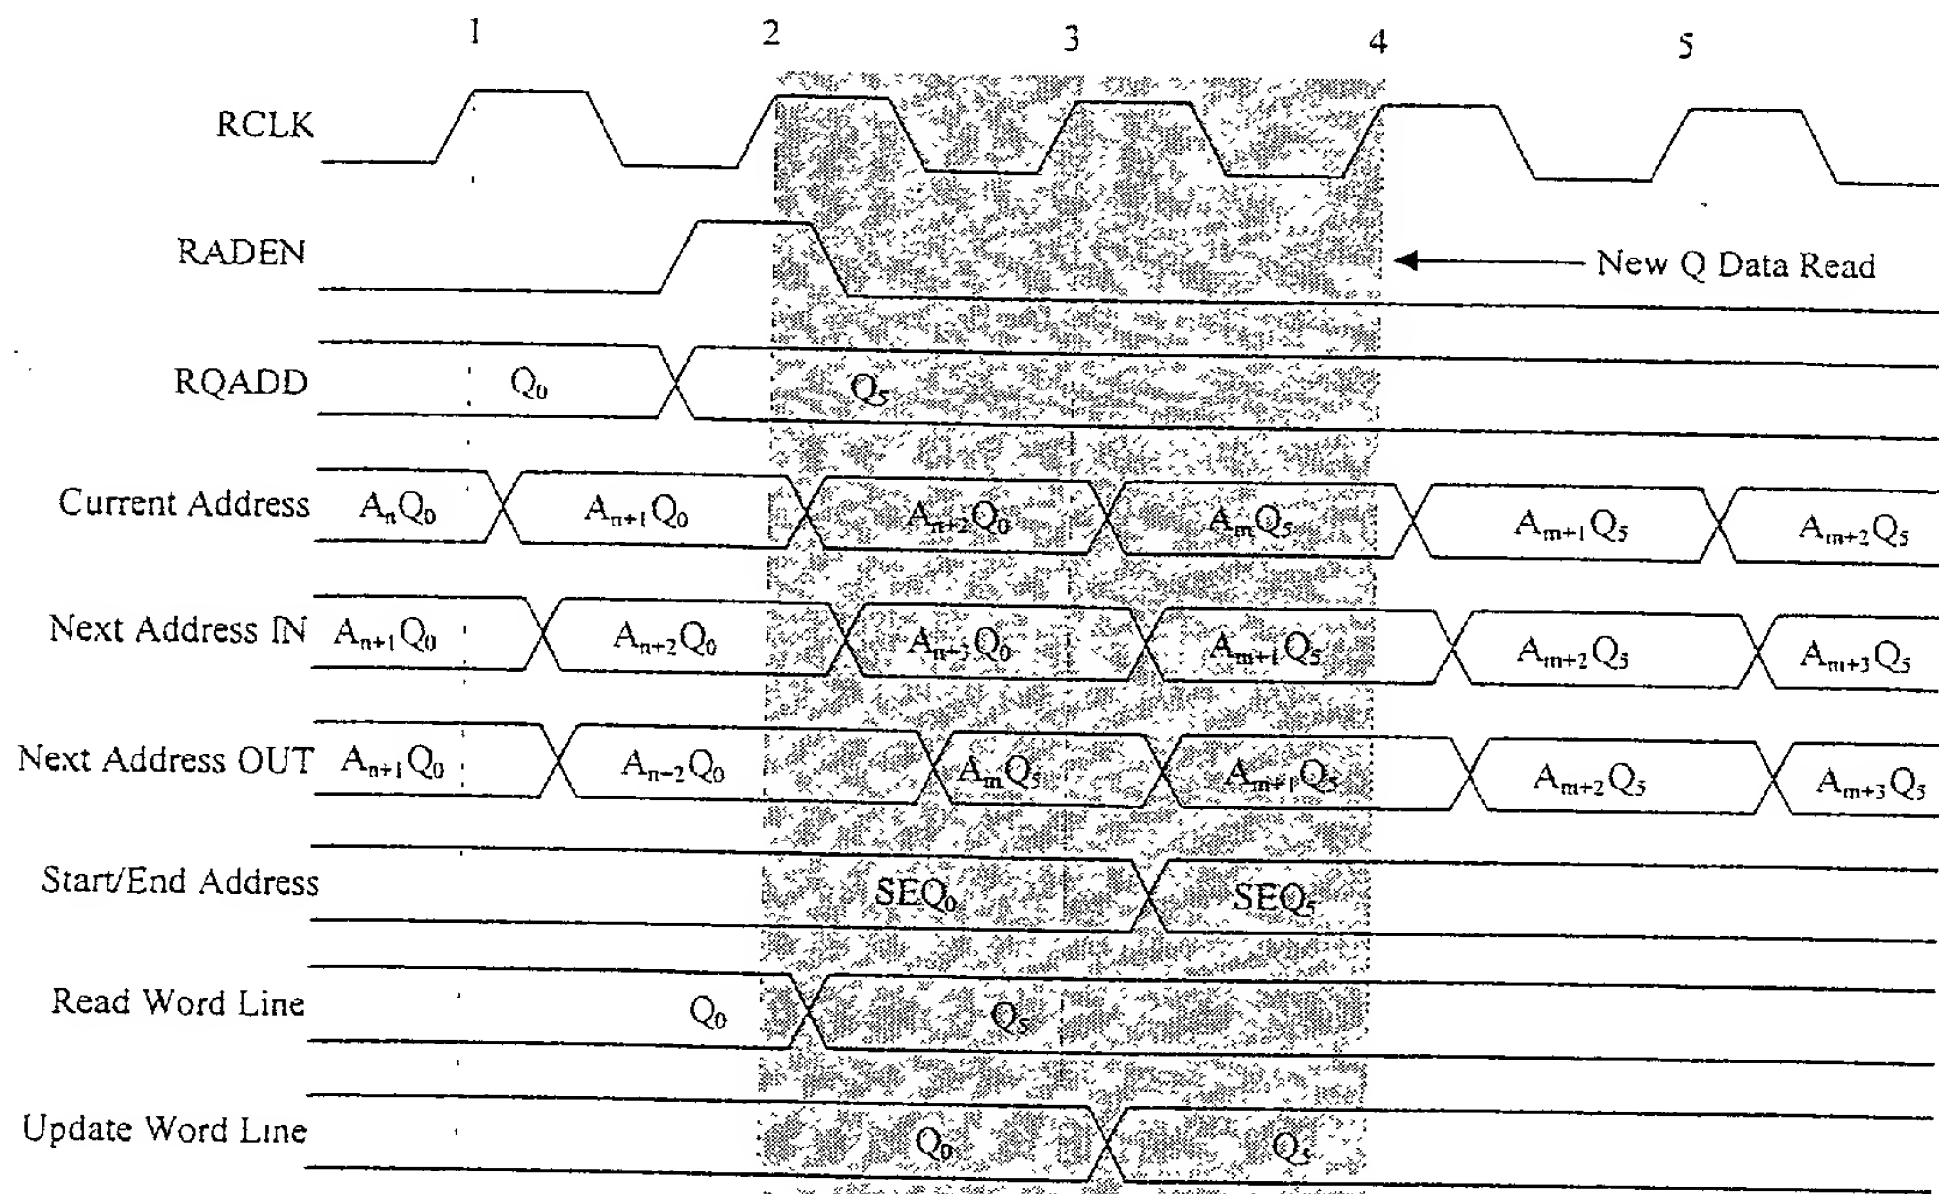 1 2 3 4 5
RCLK
RADEN
New Q Data Read
RQADD Q₀ Q₅
Current Address AₙQ₀ Aₙ₊₁Q₀ Aₙ₊₂Q₀ AₘQ₅ Aₘ₊₁Q₅ Aₘ₊₂Q₅
Next Address IN Aₙ₊₁Q₀ Aₙ₊₂Q₀ Aₙ₊₃Q₀ Aₘ₊₁Q₅ Aₘ₊₂Q₅ Aₘ₊₃Q₅
Next Address OUT Aₙ₊₁Q₀ Aₙ₋₂Q₀ AₘQ₅ Aₘ₊₁Q₅ Aₘ₊₂Q₅ Aₘ₊₃Q₅
Start/End Address SEQ₀ SEQ₅
Read Word Line Q₀ Q₅
Update Word Line Q₀ Q₅